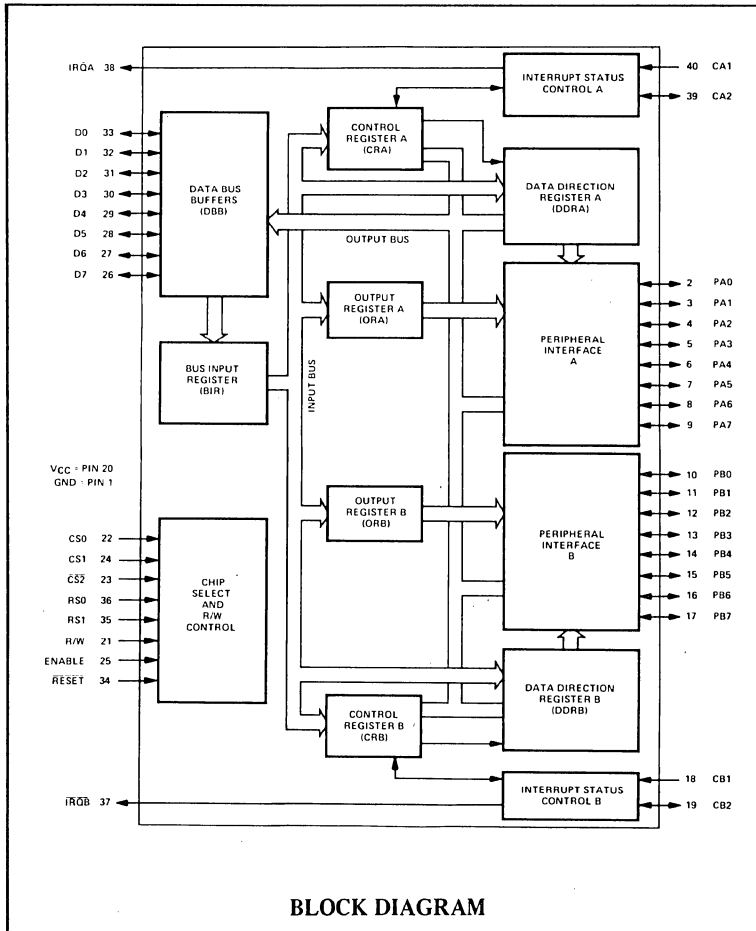 IRQA 38
INTERRUPT STATUS
CONTROL A
40 CA1
39 CA2
CONTROL
REGISTER A
(CRA)
D0 33
D1 32
D2 31
D3 30
D4 29
D5 28
D6 27
D7 26
DATA BUS
BUFFERS
(DBB)
DATA DIRECTION
REGISTER A
(DDRA)
OUTPUT BUS
OUTPUT
REGISTER A
(ORA)
PERIPHERAL
INTERFACE
A
2 PA0
3 PA1
4 PA2
5 PA3
6 PA4
7 PA5
8 PA6
9 PA7
BUS INPUT
REGISTER
(BIR)
INPUT BUS
VCC = PIN 20
GND = PIN 1
OUTPUT
REGISTER B
(ORB)
PERIPHERAL
INTERFACE
B
10 PB0
11 PB1
12 PB2
13 PB3
14 PB4
15 PB5
16 PB6
17 PB7
CS0 22
CS1 24
CS2 23
RS0 36
RS1 35
R/W 21
ENABLE 25
RESET 34
CHIP
SELECT
AND
R/W
CONTROL
DATA DIRECTION
REGISTER B
(DDRB)
CONTROL
REGISTER B
(CRB)
IRQB 37
INTERRUPT STATUS
CONTROL B
18 CB1
19 CB2
BLOCK DIAGRAM